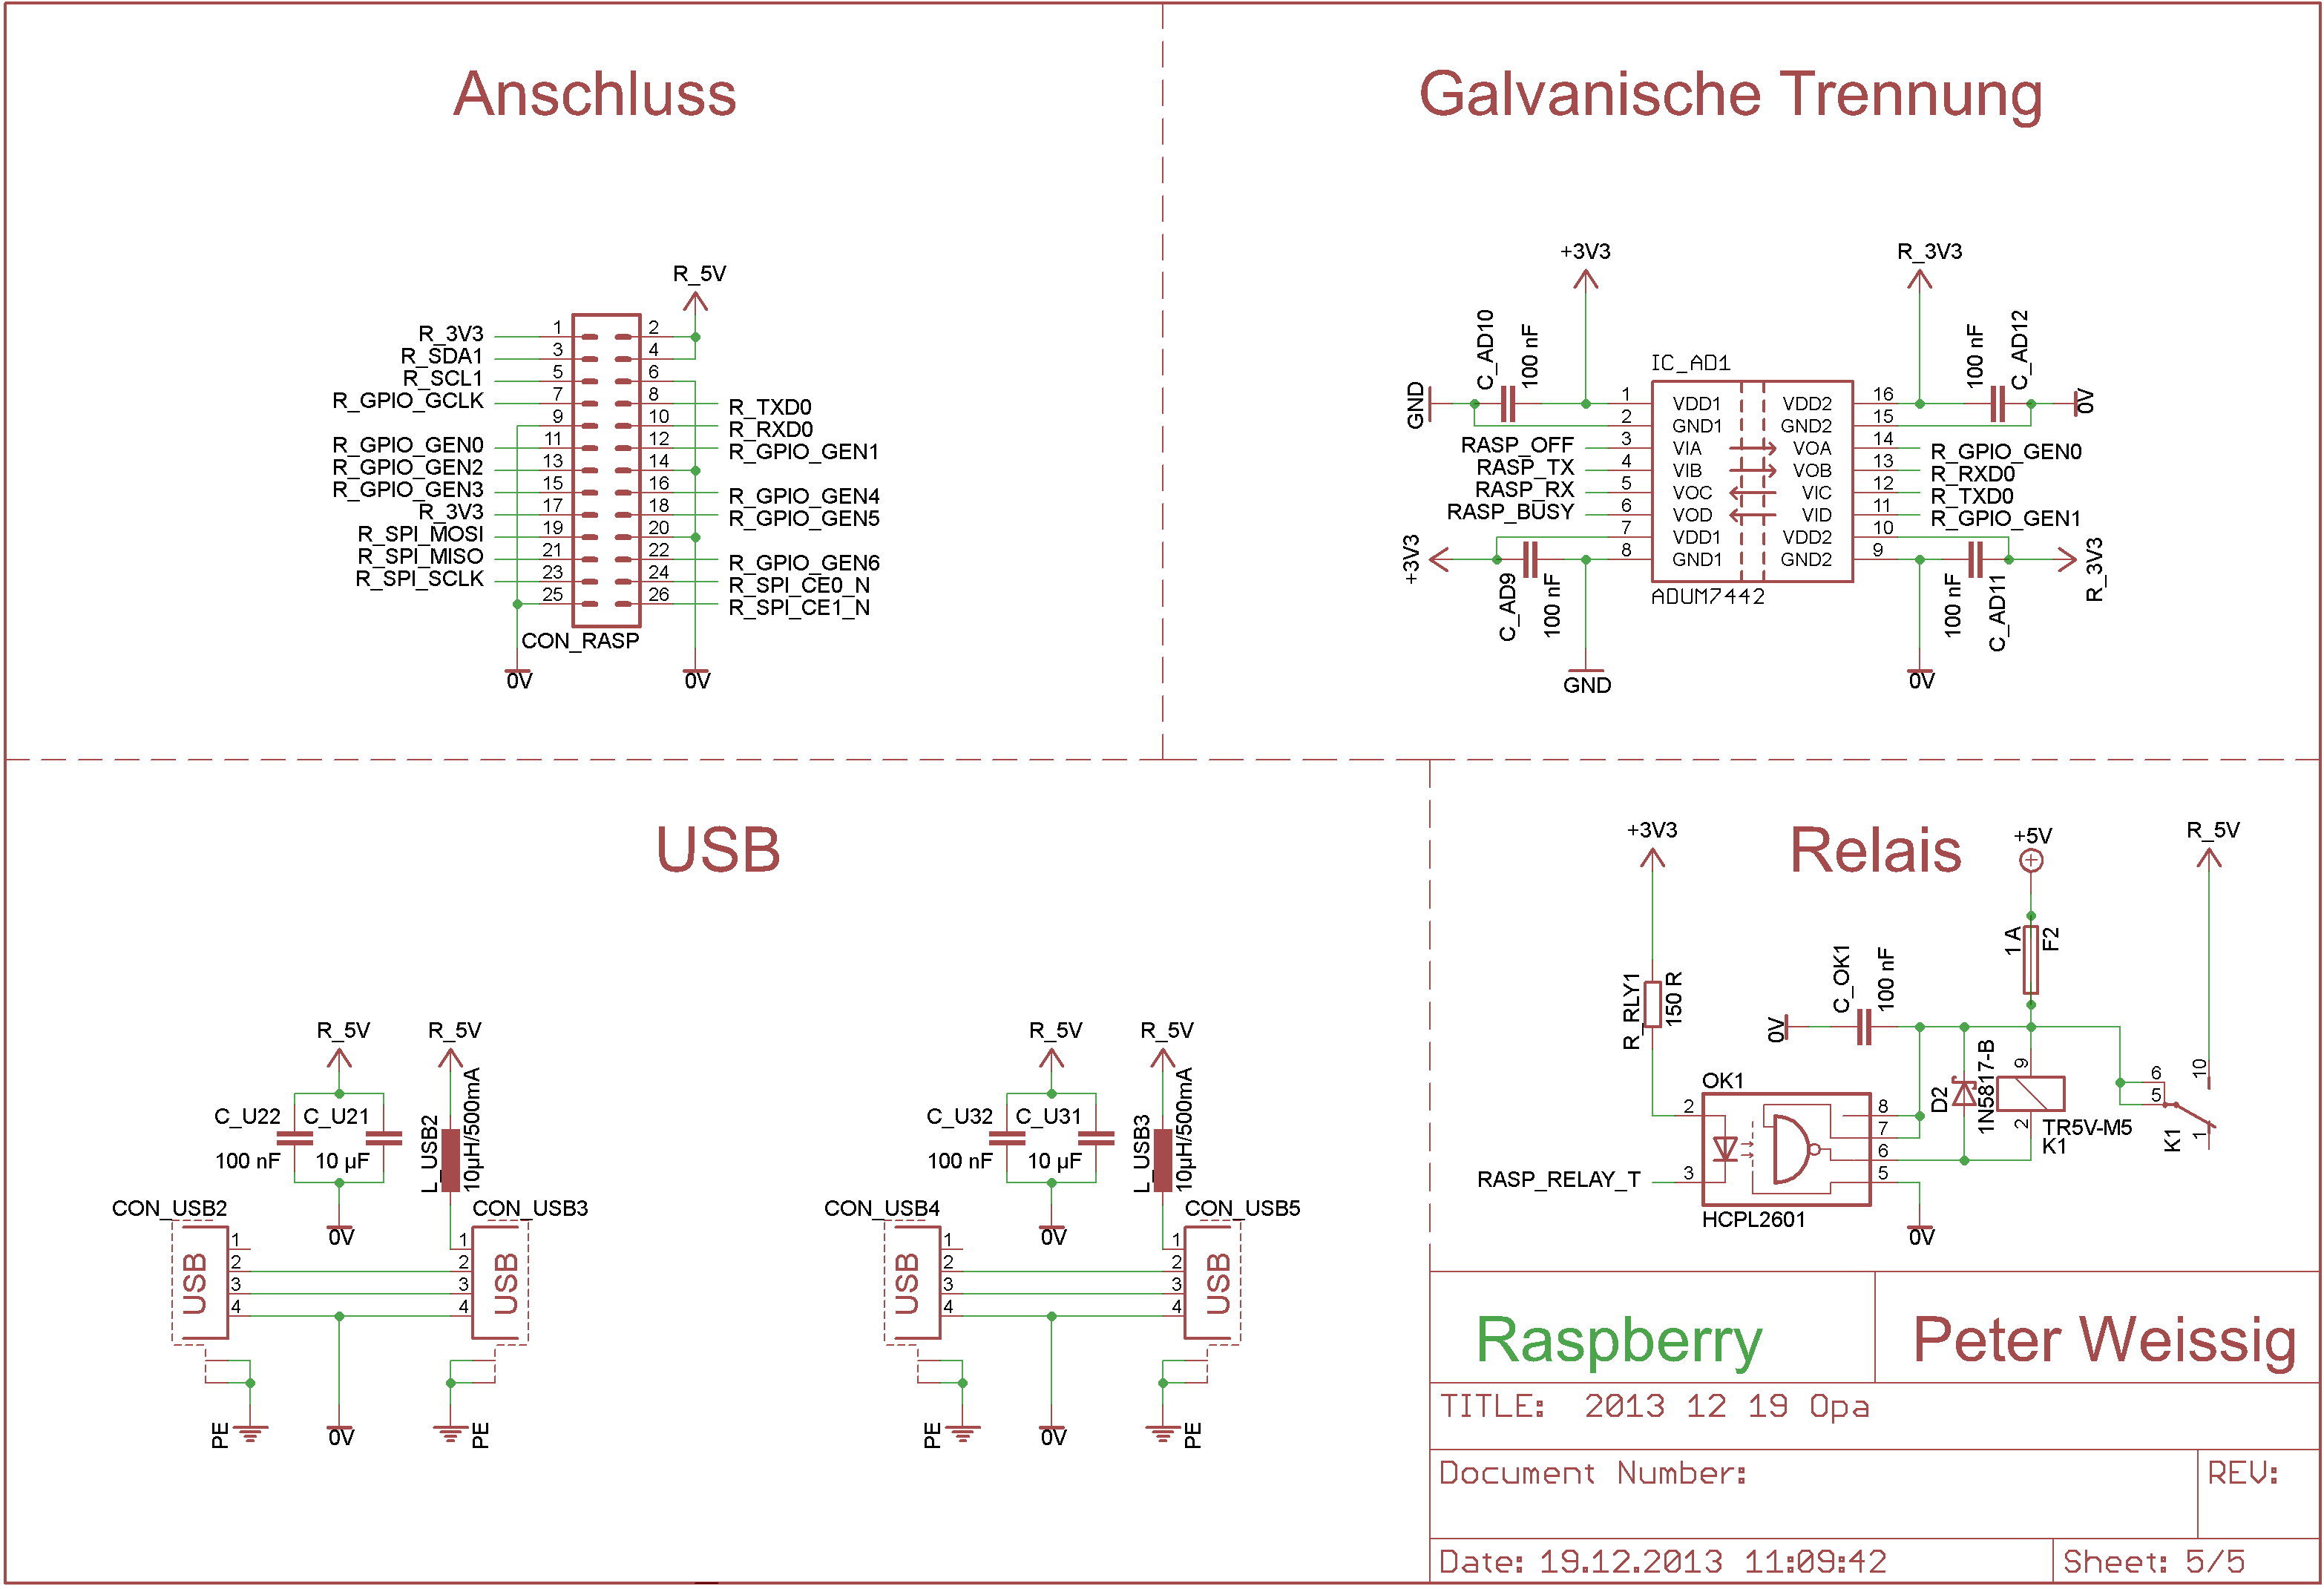 Anschluss
R_5V
R_3V3 1 2
R_SDA1 3 4
R_SCL1 5 6
R_GPIO_GCLK 7 8 R_TXD0
9 10 R_RXD0
R_GPIO_GEN0 11 12 R_GPIO_GEN1
R_GPIO_GEN2 13 14
R_GPIO_GEN3 15 16 R_GPIO_GEN4
R_3V3 17 18 R_GPIO_GEN5
R_SPI_MOSI 19 20
R_SPI_MISO 21 22 R_GPIO_GEN6
R_SPI_SCLK 23 24 R_SPI_CE0_N
25 26 R_SPI_CE1_N
CON_RASP
0V 0V
Galvanische Trennung
+3V3 R_3V3
C_AD10 100 nF 100 nF C_AD12
IC_AD1
GND 1 VDD1 VDD2 16 0V
2 GND1 GND2 15
RASP_OFF 3 VIA VOA 14 R_GPIO_GEN0
RASP_TX 4 VIB VOB 13 R_RXD0
RASP_RX 5 VOC VIC 12 R_TXD0
RASP_BUSY 6 VOD VID 11 R_GPIO_GEN1
7 VDD1 VDD2 10
+3V3 8 GND1 GND2 9 R_3V3
ADUM7442
C_AD9 100 nF 100 nF C_AD11
GND 0V
USB
R_5V R_5V
C_U22 C_U21 L_USB2 10µH/500mA
100 nF 10 µF
CON_USB2 CON_USB3
0V
USB 1 1 USB
2 2
3 3
4 4
PE 0V PE
R_5V R_5V
C_U32 C_U31 L_USB3 10µH/500mA
100 nF 10 µF
CON_USB4 CON_USB5
0V
USB 1 1 USB
2 2
3 3
4 4
PE 0V PE
Relais
+3V3 +5V R_5V
1 A F2
R_RLY1 150 R
C_OK1 100 nF
0V
OK1
D2 1N5817-B
9
2
TR5V-M5
K1
6 10
5
K1 1
2 8
7
6
RASP_RELAY_T 3 5
HCPL2601
0V
Raspberry Peter Weissig
TITLE: 2013 12 19 Opa
Document Number: REV:
Date: 19.12.2013 11:09:42 Sheet: 5/5